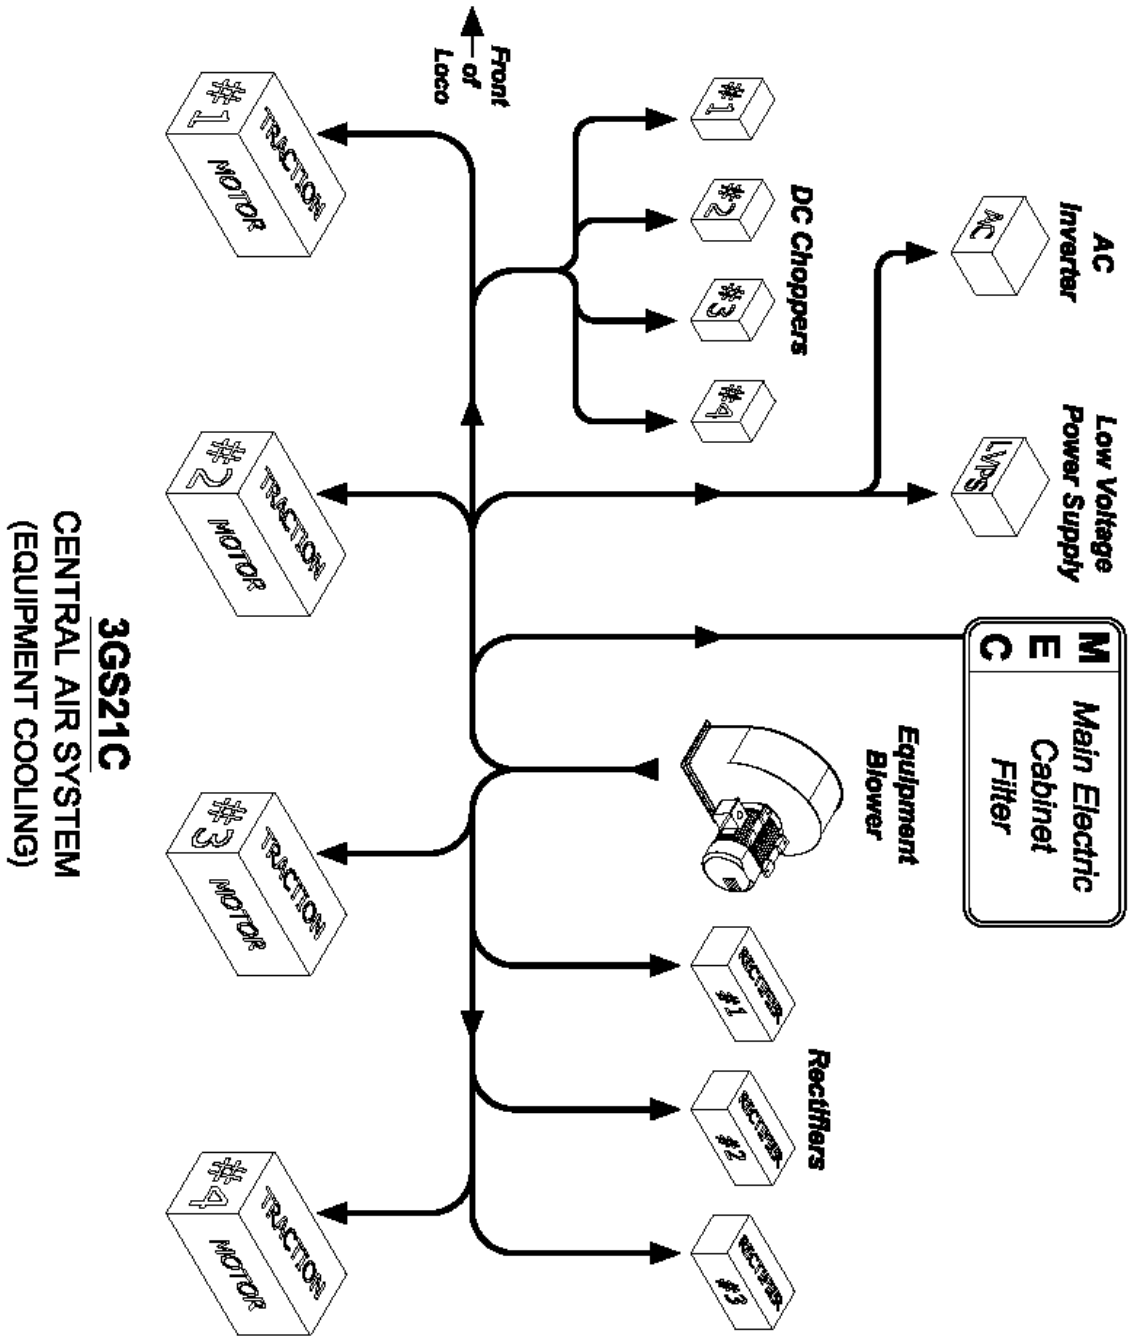 AC
Inverter
AC
Low Voltage
Power Supply
LVPS
M
E
C
Main Electric
Cabinet
Filter
DC Choppers
#1
#2
#3
#4
Equipment
Blower
Rectifiers
RECTIFIER
#1
RECTIFIER
#2
RECTIFIER
#3
Front
of
Loco
TRACTION
MOTOR
#1
TRACTION
MOTOR
#2
TRACTION
MOTOR
#3
TRACTION
MOTOR
#4
3GS21C
CENTRAL AIR SYSTEM
(EQUIPMENT COOLING)